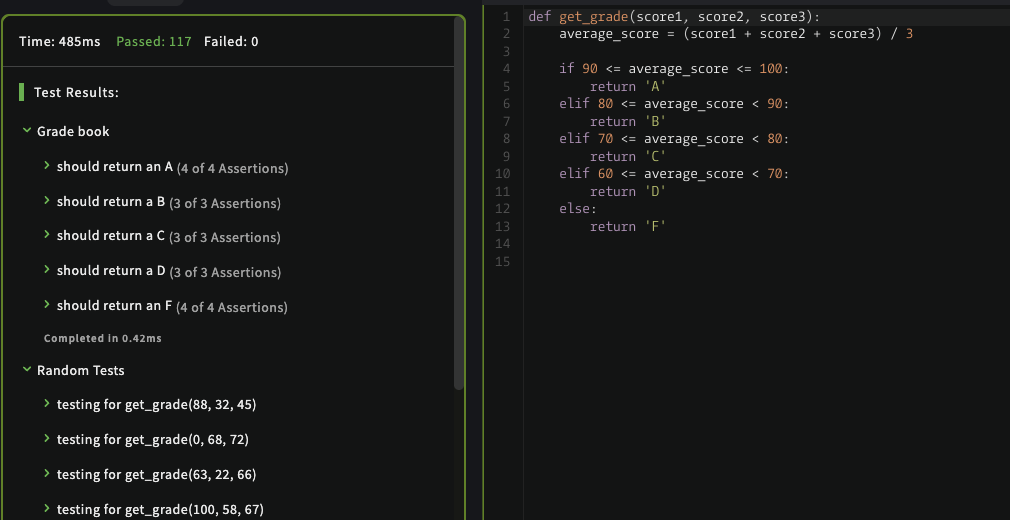 Time: 485ms Passed: 117 Failed: 0
Test Results:
Grade book
should return an A (4 of 4 Assertions)
should return a B (3 of 3 Assertions)
should return a C (3 of 3 Assertions)
should return a D (3 of 3 Assertions)
should return an F (4 of 4 Assertions)
Completed in 0.42ms
Random Tests
testing for get_grade(88, 32, 45)
testing for get_grade(0, 68, 72)
testing for get_grade(63, 22, 66)
testing for get_grade(100, 58, 67)
1 def get_grade(score1, score2, score3):
2     average_score = (score1 + score2 + score3) / 3
3
4     if 90 <= average_score <= 100:
5         return 'A'
6     elif 80 <= average_score < 90:
7         return 'B'
8     elif 70 <= average_score < 80:
9         return 'C'
10     elif 60 <= average_score < 70:
11         return 'D'
12     else:
13         return 'F'
14
15